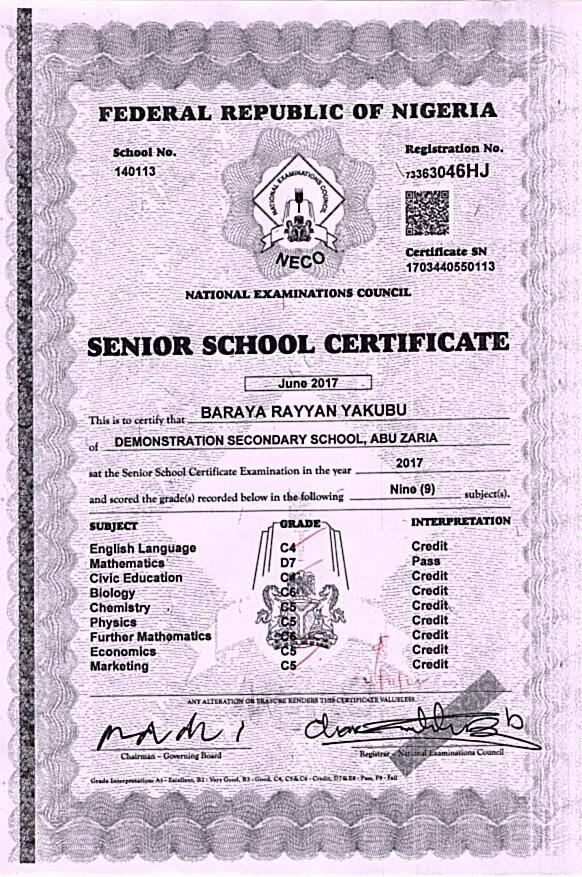 FEDERAL REPUBLIC OF NIGERIA
School No.
140113
Registration No.
73363046HJ
NATIONAL EXAMINATIONS COUNCIL
NECO
Certificate SN
1703440550113
NATIONAL EXAMINATIONS COUNCIL
SENIOR SCHOOL CERTIFICATE
June 2017
This is to certify that BARAYA RAYYAN YAKUBU
of DEMONSTRATION SECONDARY SCHOOL, ABU ZARIA
sat the Senior School Certificate Examination in the year 2017
and scored the grade(s) recorded below in the following Nine (9) subject(s).
SUBJECT GRADE INTERPRETATION
English Language C4 Credit
Mathematics D7 Pass
Civic Education C4 Credit
Biology C6 Credit
Chemistry C5 Credit
Physics C5 Credit
Further Mathematics C6 Credit
Economics C5 Credit
Marketing C5 Credit
ANY ALTERATION OR ERASURE RENDERS THIS CERTIFICATE VALUELESS
Chairman - Governing Board
Registrar - National Examinations Council
Grade Interpretation: A1 - Excellent, B2 - Very Good, B3 - Good, C4, C5 & C6 - Credit, D7 & E8 - Pass, F9 - Fail